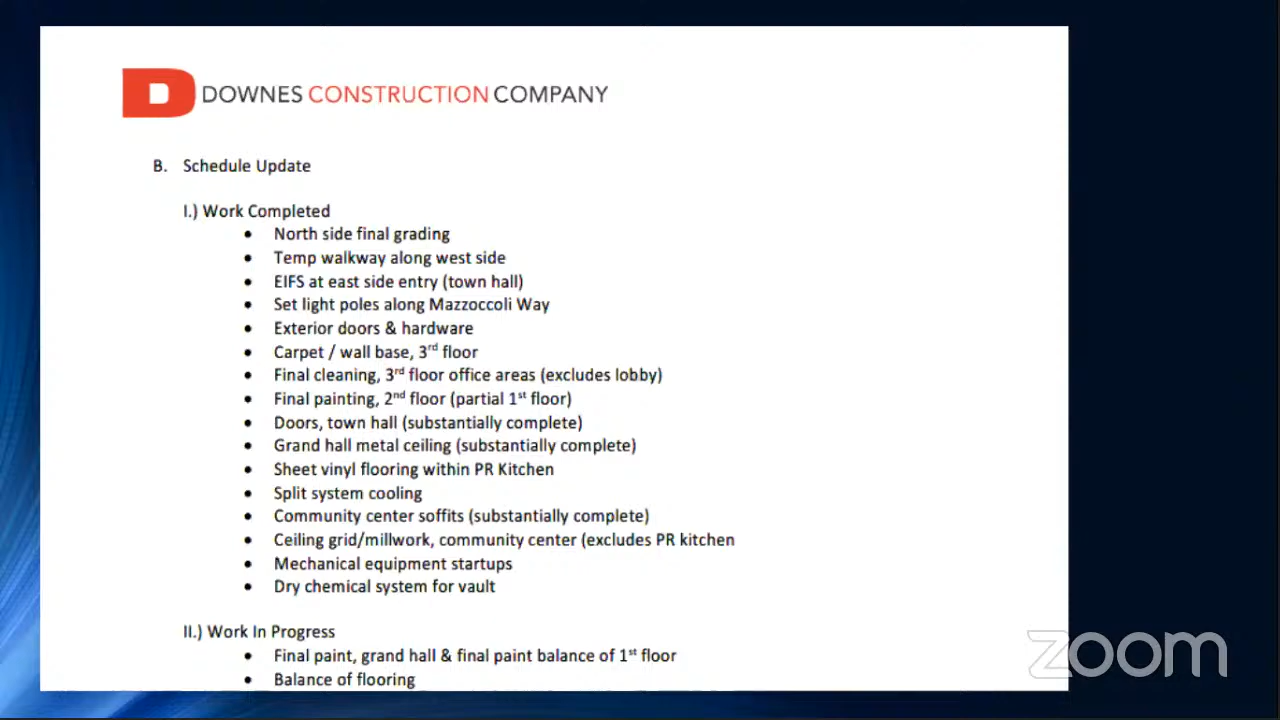 D DOWNES CONSTRUCTION COMPANY
B. Schedule Update
I.) Work Completed
• North side final grading
• Temp walkway along west side
• EIFS at east side entry (town hall)
• Set light poles along Mazzoccoli Way
• Exterior doors & hardware
• Carpet / wall base, 3rd floor
• Final cleaning, 3rd floor office areas (excludes lobby)
• Final painting, 2nd floor (partial 1st floor)
• Doors, town hall (substantially complete)
• Grand hall metal ceiling (substantially complete)
• Sheet vinyl flooring within PR Kitchen
• Split system cooling
• Community center soffits (substantially complete)
• Ceiling grid/millwork, community center (excludes PR kitchen
• Mechanical equipment startups
• Dry chemical system for vault
II.) Work In Progress
• Final paint, grand hall & final paint balance of 1st floor
• Balance of flooring
zoom